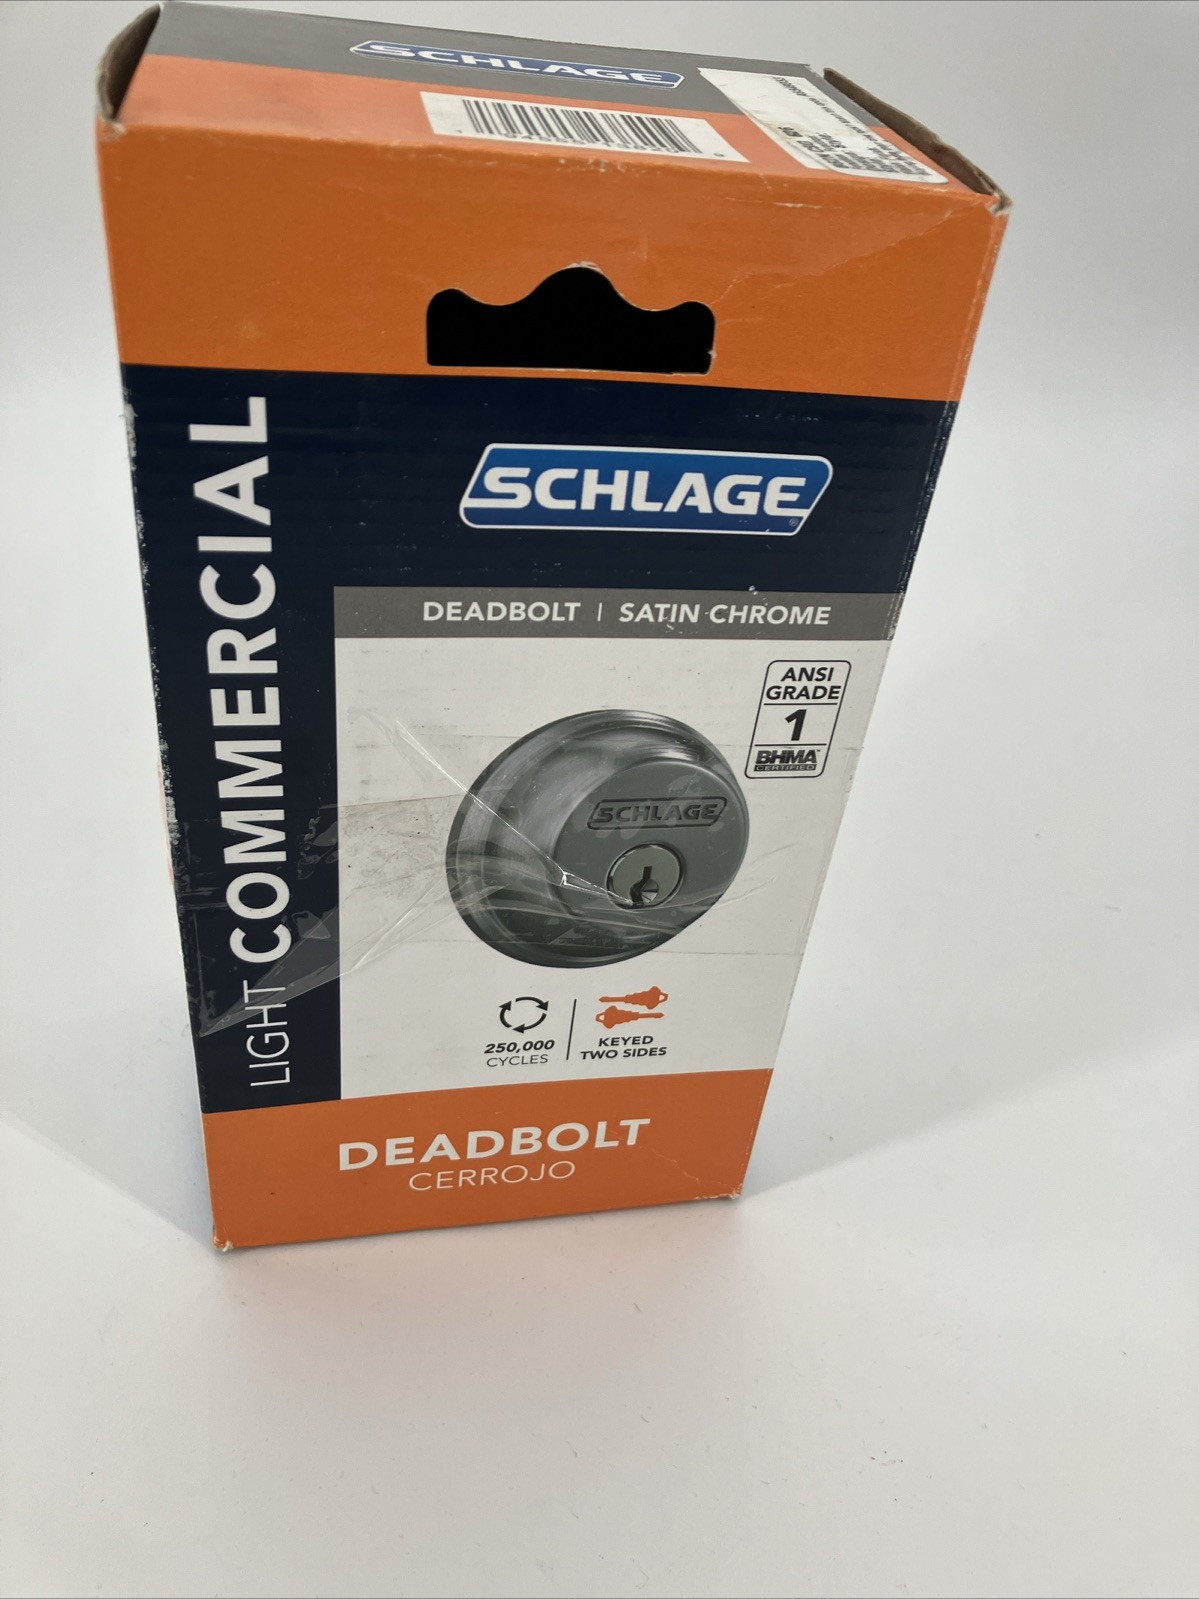 SCHLAGE
LIGHT COMMERCIAL
SCHLAGE
DEADBOLT | SATIN CHROME
ANSI
GRADE
1
BHMA
CERTIFIED
SCHLAGE
250,000
CYCLES
KEYED
TWO SIDES
DEADBOLT
CERROJO